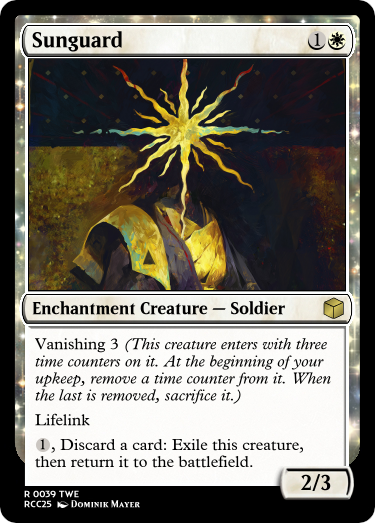 Sunguard 1
Enchantment Creature — Soldier
Vanishing 3 (This creature enters with three
time counters on it. At the beginning of your
upkeep, remove a time counter from it. When
the last is removed, sacrifice it.)
Lifelink
1, Discard a card: Exile this creature,
then return it to the battlefield.
2/3
R 0039 TWE
RCC25 Dominik Mayer